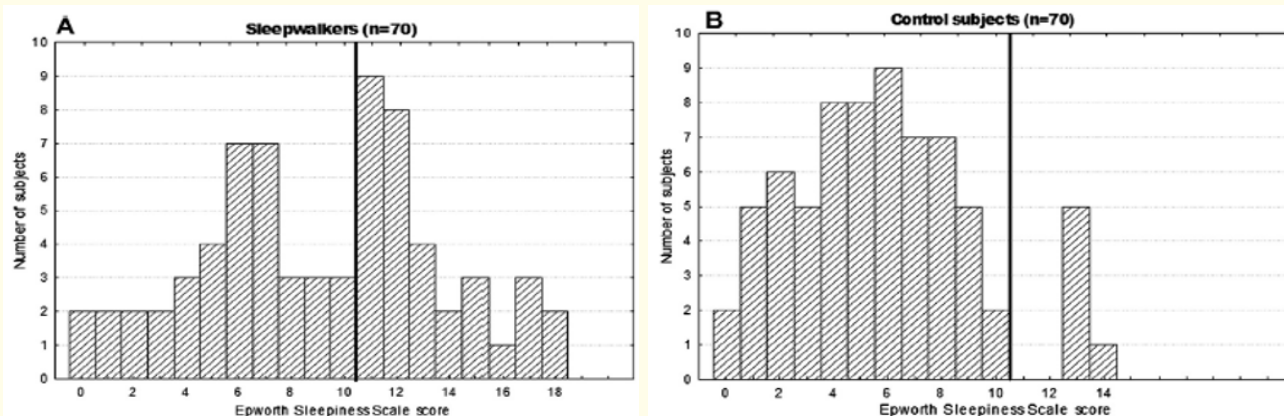 A
Sleepwalkers (n=70)
Number of subjects
10
9
8
7
6
5
4
3
2
1
0
0 2 4 6 8 10 12 14 16 18
Epworth Sleepiness Scale score
B
Control subjects (n=70)
Number of subjects
10
9
8
7
6
5
4
3
2
1
0
0 2 4 6 8 10 12 14
Epworth Sleepiness Scale score